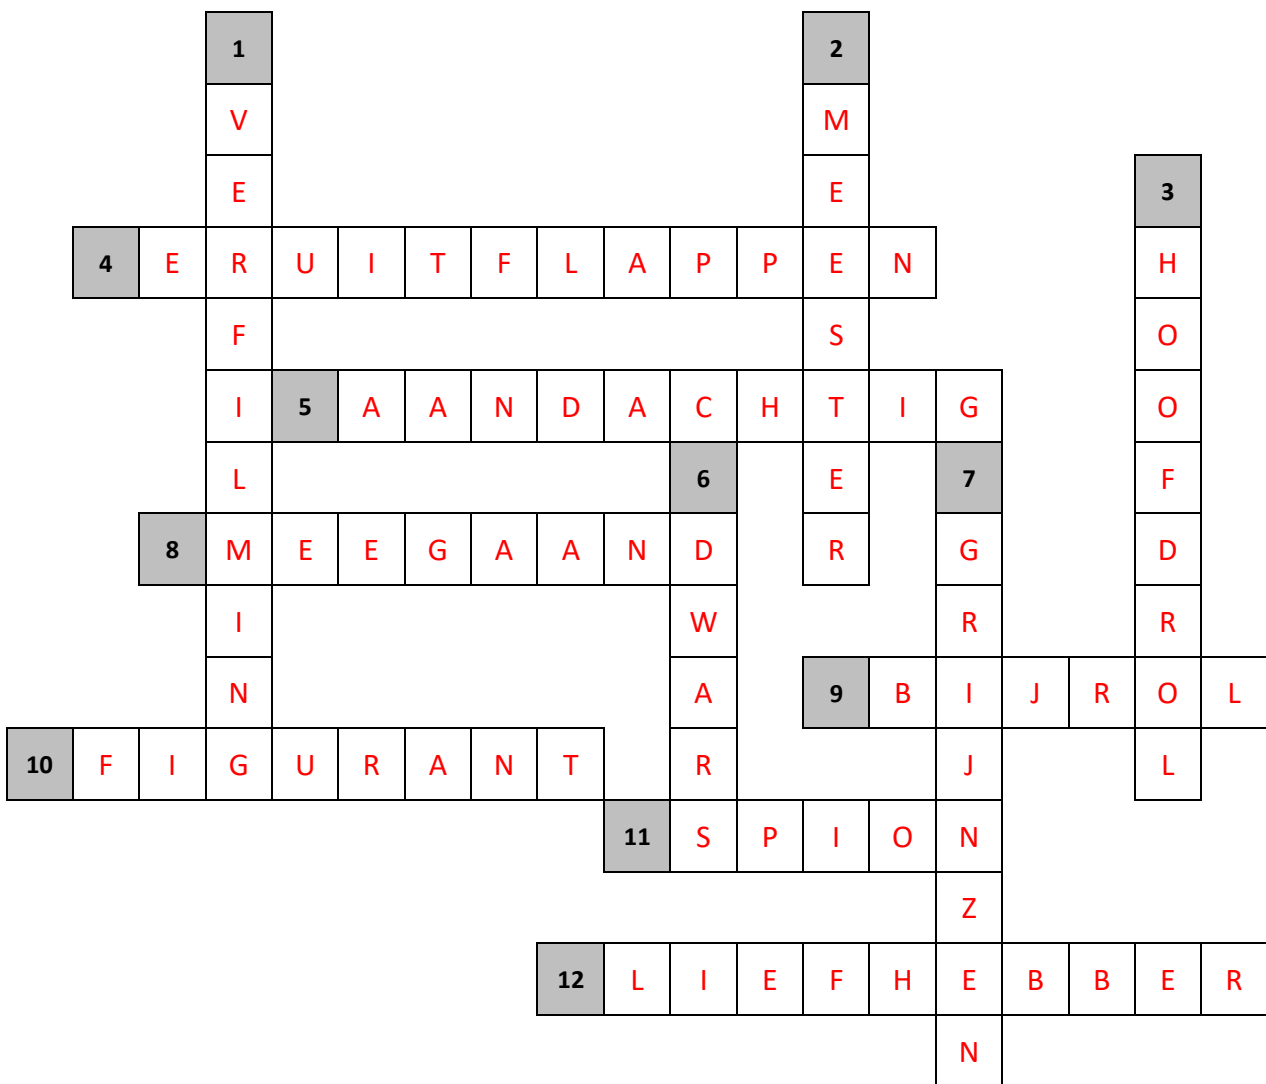 1 2
V M
E E 3
4 E R U I T F L A P P E N H
F S O
I 5 A A N D A C H T I G O
L 6 E 7 F
8 M E E G A A N D R G D
I W R R
N A 9 B I J R O L
10 F I G U R A N T R J L
11 S P I O N
Z
12 L I E F H E B B E R
N